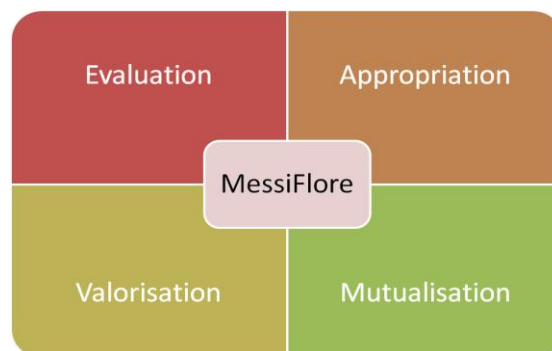 Evaluation
Appropriation
MessiFlore
Valorisation
Mutualisation